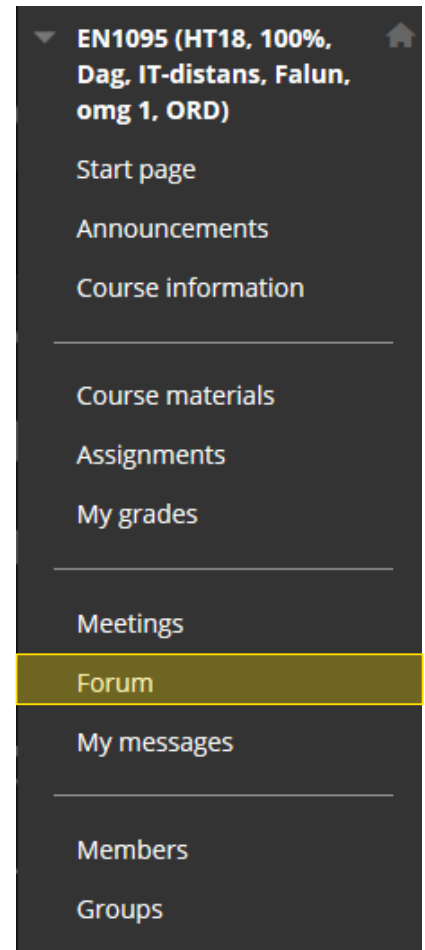 EN1095 (HT18, 100%,
Dag, IT-distans, Falun,
omg 1, ORD)
Start page
Announcements
Course information
Course materials
Assignments
My grades
Meetings
Forum
My messages
Members
Groups